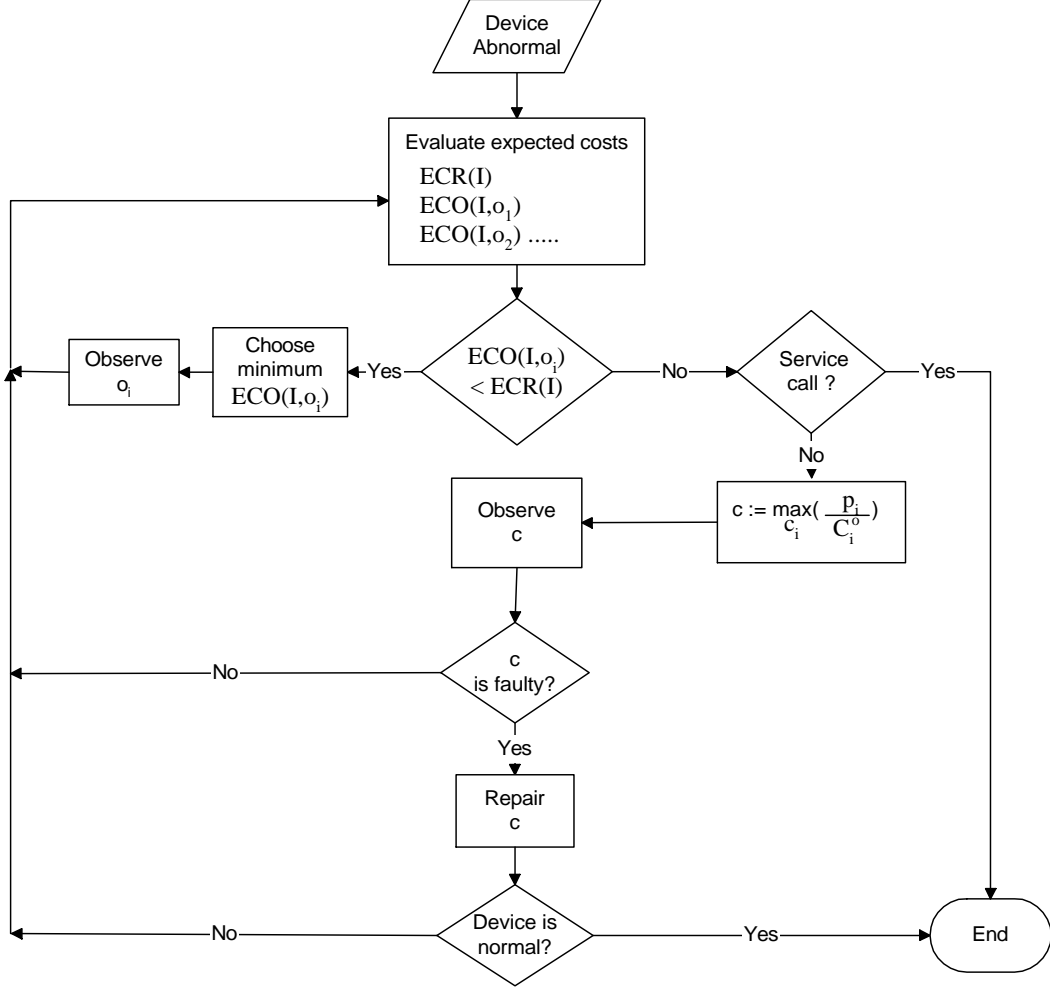 Device
Abnormal
Evaluate expected costs
ECR(I)
ECO(I,o₁)
ECO(I,o₂) .....
ECO(I,oᵢ)
< ECR(I)
Yes
Choose
minimum
ECO(I,oᵢ)
Observe
oᵢ
No
Service
call ?
Yes
No
c := max( pᵢ / Cᵢᵒ )
cᵢ
Observe
c
c
is faulty?
No
Yes
Repair
c
Device is
normal?
No
Yes
End